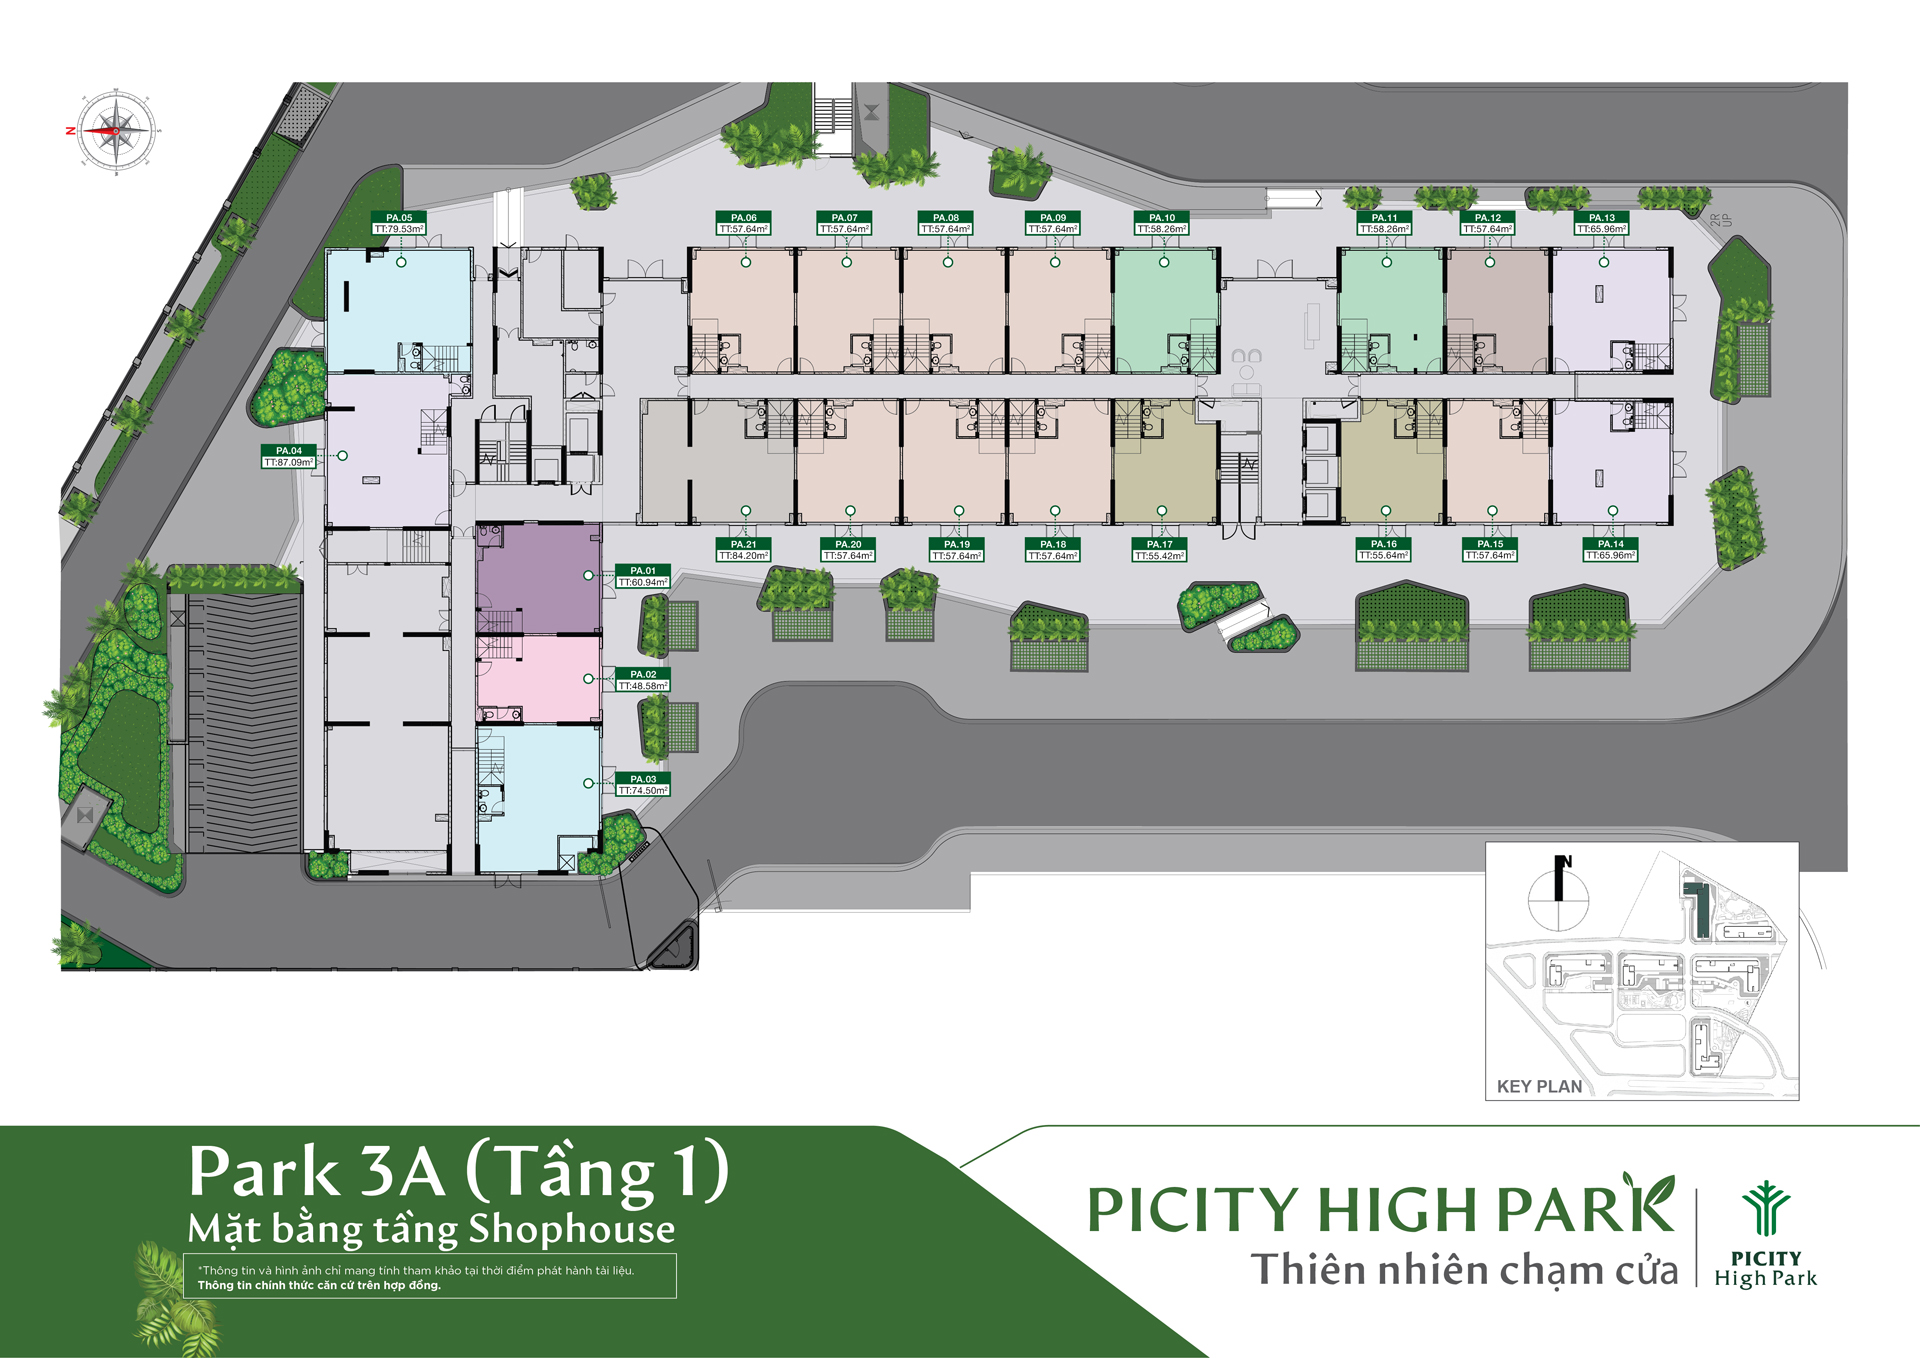 N
PA.05
TT:79.53m²
PA.06
TT:57.64m²
PA.07
TT:57.64m²
PA.08
TT:57.64m²
PA.09
TT:57.64m²
PA.10
TT:58.26m²
PA.11
TT:58.26m²
PA.12
TT:57.64m²
PA.13
TT:65.96m²
2R
UP
PA.04
TT:87.09m²
PA.21
TT:84.20m²
PA.20
TT:57.64m²
PA.19
TT:57.64m²
PA.18
TT:57.64m²
PA.17
TT:55.42m²
PA.16
TT:55.64m²
PA.15
TT:57.64m²
PA.14
TT:65.96m²
PA.01
TT:60.94m²
PA.02
TT:48.58m²
PA.03
TT:74.50m²
N
KEY PLAN
Park 3A (Tầng 1)
Mặt bằng tầng Shophouse
*Thông tin và hình ảnh chỉ mang tính tham khảo tại thời điểm phát hành tài liệu.
Thông tin chính thức căn cứ trên hợp đồng.
PICITY HIGH PARK
Thiên nhiên chạm cửa
PICITY
High Park